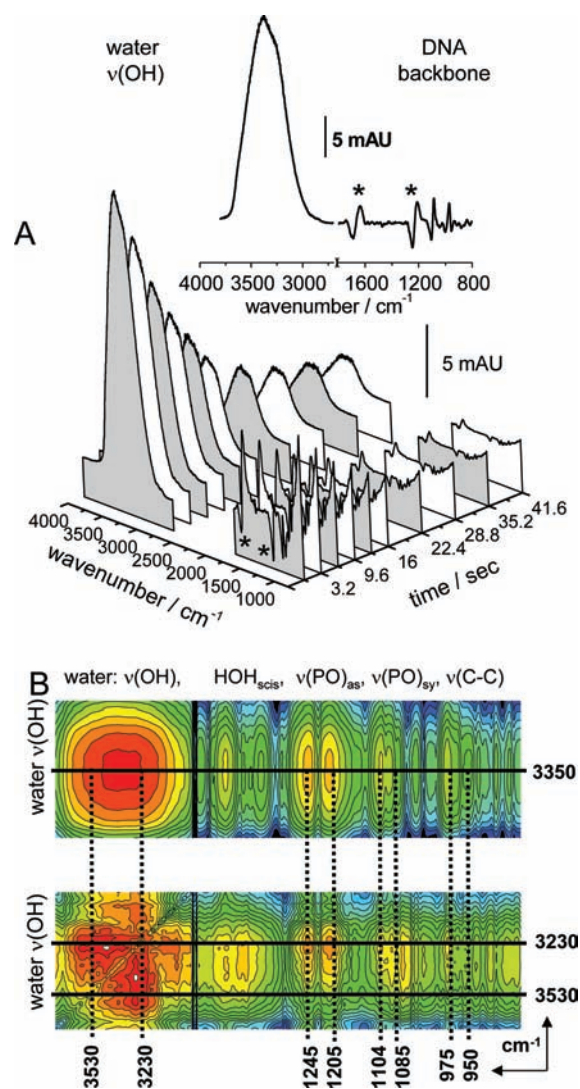 water
ν(OH)
DNA
backbone
5 mAU
*
*
4000 3500 3000 1600 1200 800
wavenumber / cm⁻¹
A
5 mAU
*
*
4000
3500
3000
2500
2000
1500
1000
wavenumber / cm⁻¹
3.2
9.6
16
22.4
28.8
35.2
41.6
time / sec
B
water: ν(OH), HOHscis, ν(PO)as, ν(PO)sy, ν(C-C)
water ν(OH)
3350
water ν(OH)
3230
3530
3530
3230
1245
1205
1104
1085
975
950
cm⁻¹